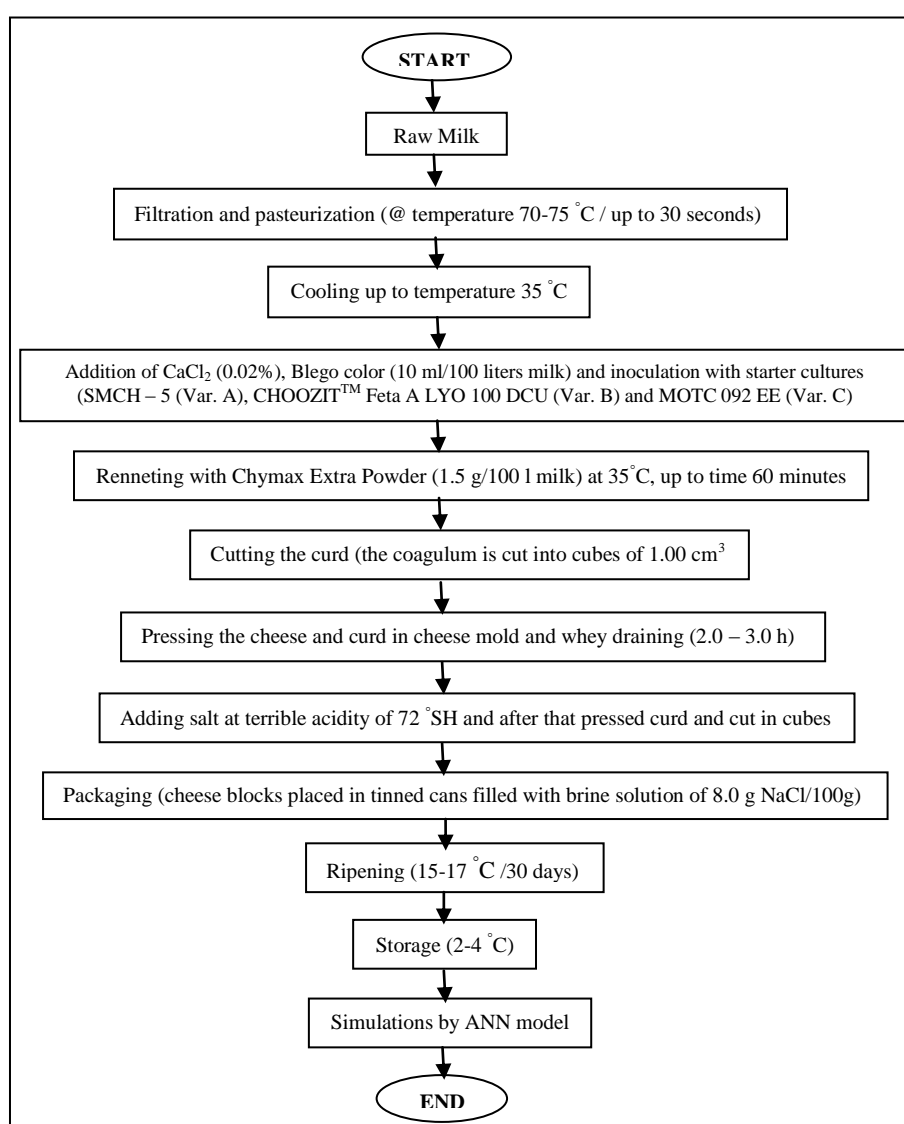 START
Raw Milk
Filtration and pasteurization (@ temperature 70-75 °C / up to 30 seconds)
Cooling up to temperature 35 °C
Addition of CaCl₂ (0.02%), Blego color (10 ml/100 liters milk) and inoculation with starter cultures
(SMCH – 5 (Var. A), CHOOZIT™ Feta A LYO 100 DCU (Var. B) and MOTC 092 EE (Var. C)
Renneting with Chymax Extra Powder (1.5 g/100 l milk) at 35°C, up to time 60 minutes
Cutting the curd (the coagulum is cut into cubes of 1.00 cm³
Pressing the cheese and curd in cheese mold and whey draining (2.0 – 3.0 h)
Adding salt at terrible acidity of 72 °SH and after that pressed curd and cut in cubes
Packaging (cheese blocks placed in tinned cans filled with brine solution of 8.0 g NaCl/100g)
Ripening (15-17 °C /30 days)
Storage (2-4 °C)
Simulations by ANN model
END